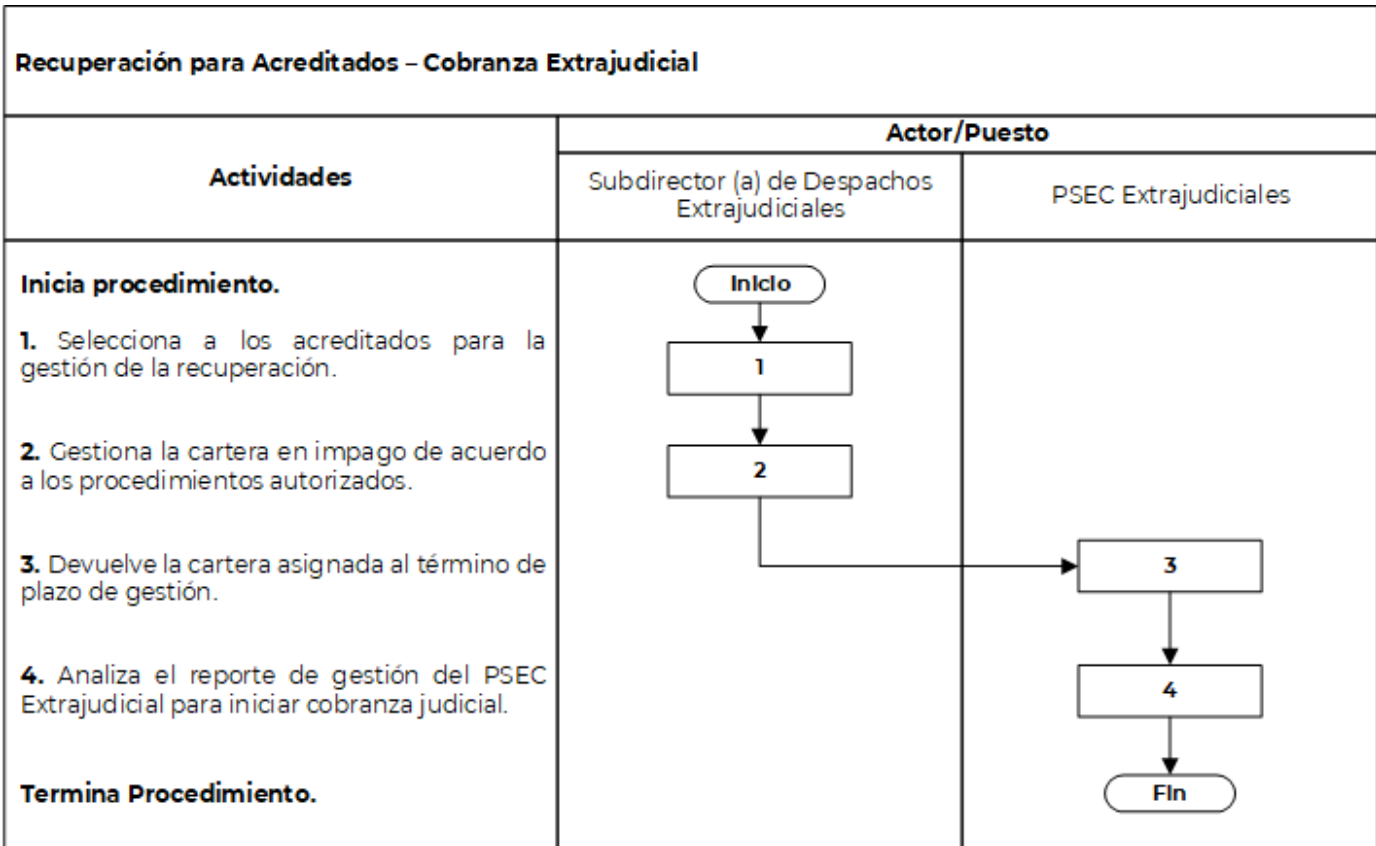 Recuperación para Acreditados – Cobranza Extrajudicial
Actividades
Actor/Puesto
Subdirector (a) de Despachos
Extrajudiciales
PSEC Extrajudiciales
Inicia procedimiento.
1. Selecciona a los acreditados para la
gestión de la recuperación.
2. Gestiona la cartera en impago de acuerdo
a los procedimientos autorizados.
3. Devuelve la cartera asignada al término de
plazo de gestión.
4. Analiza el reporte de gestión del PSEC
Extrajudicial para iniciar cobranza judicial.
Termina Procedimiento.
Inicio
1
2
3
4
Fin